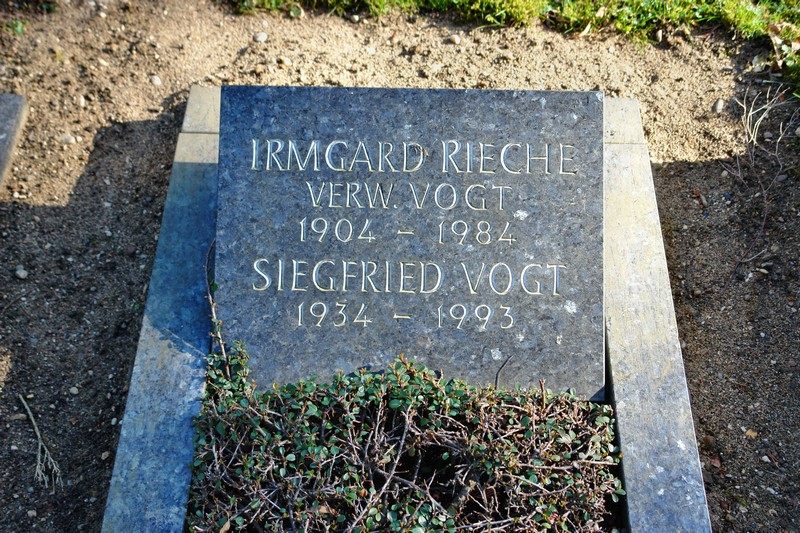 IRMGARD RIECHE
VERW. VOGT
1904 – 1984
SIEGFRIED VOGT
1934 – 1993